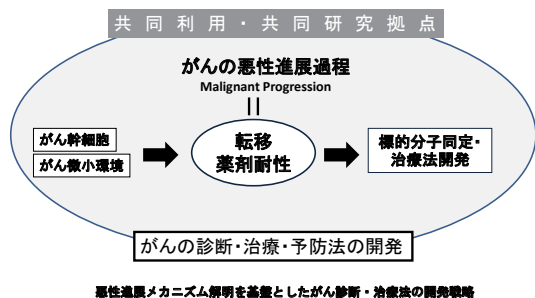 共同利用・共同研究拠点
がんの悪性進展過程
Malignant Progression
がん幹細胞
がん微小環境
転移
薬剤耐性
標的分子同定・
治療法開発
がんの診断・治療・予防法の開発
悪性進展メカニズム解明を基盤としたがん診断・治療法の開発戦略